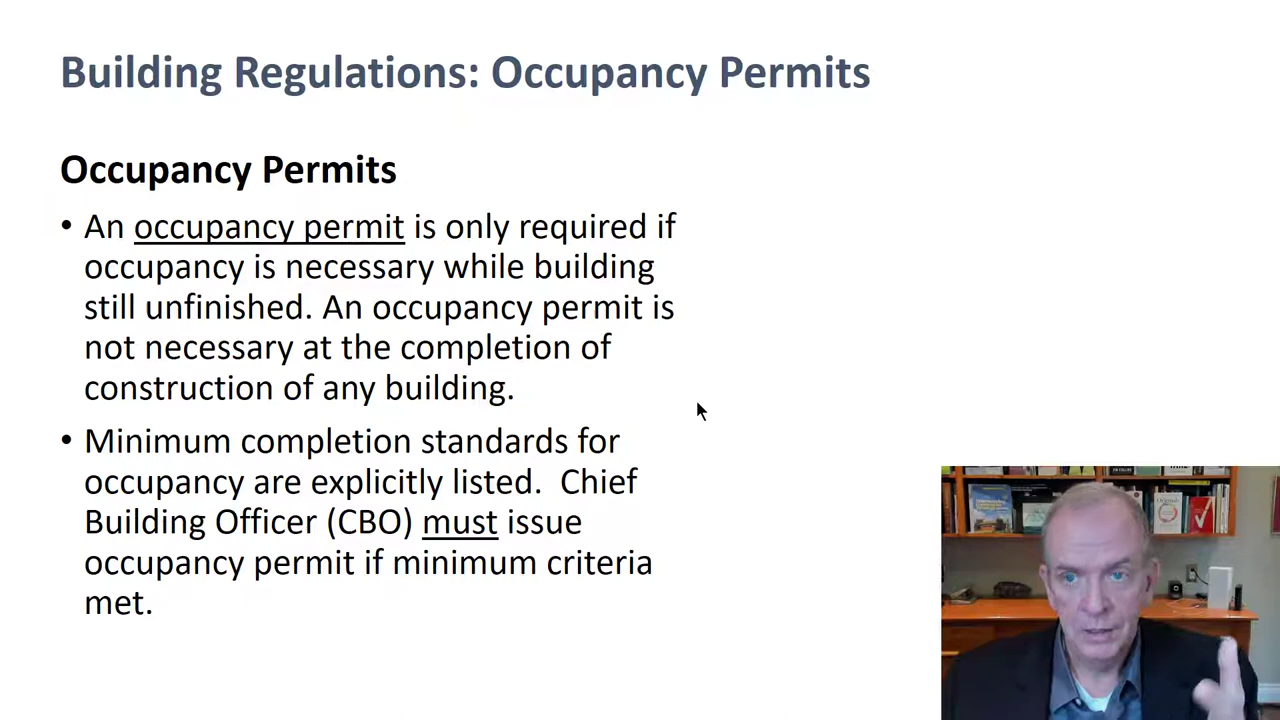 Building Regulations: Occupancy Permits
Occupancy Permits
• An occupancy permit is only required if
occupancy is necessary while building
still unfinished. An occupancy permit is
not necessary at the completion of
construction of any building.
• Minimum completion standards for
occupancy are explicitly listed.  Chief
Building Officer (CBO) must issue
occupancy permit if minimum criteria
met.